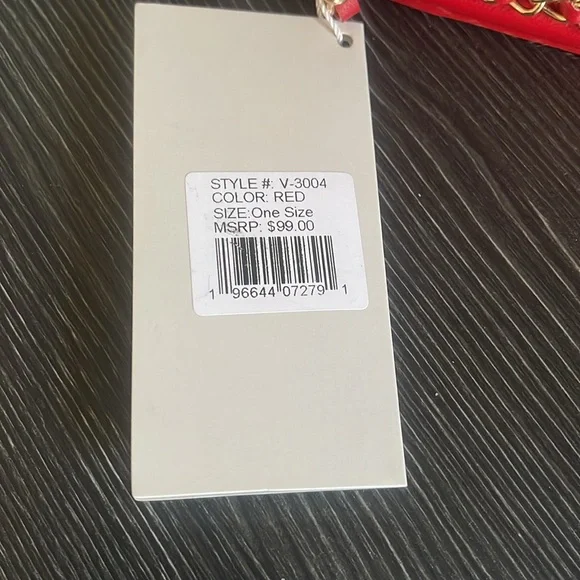 STYLE #: V-3004
COLOR: RED
SIZE:One Size
MSRP: $99.00
1 96644 07279 1